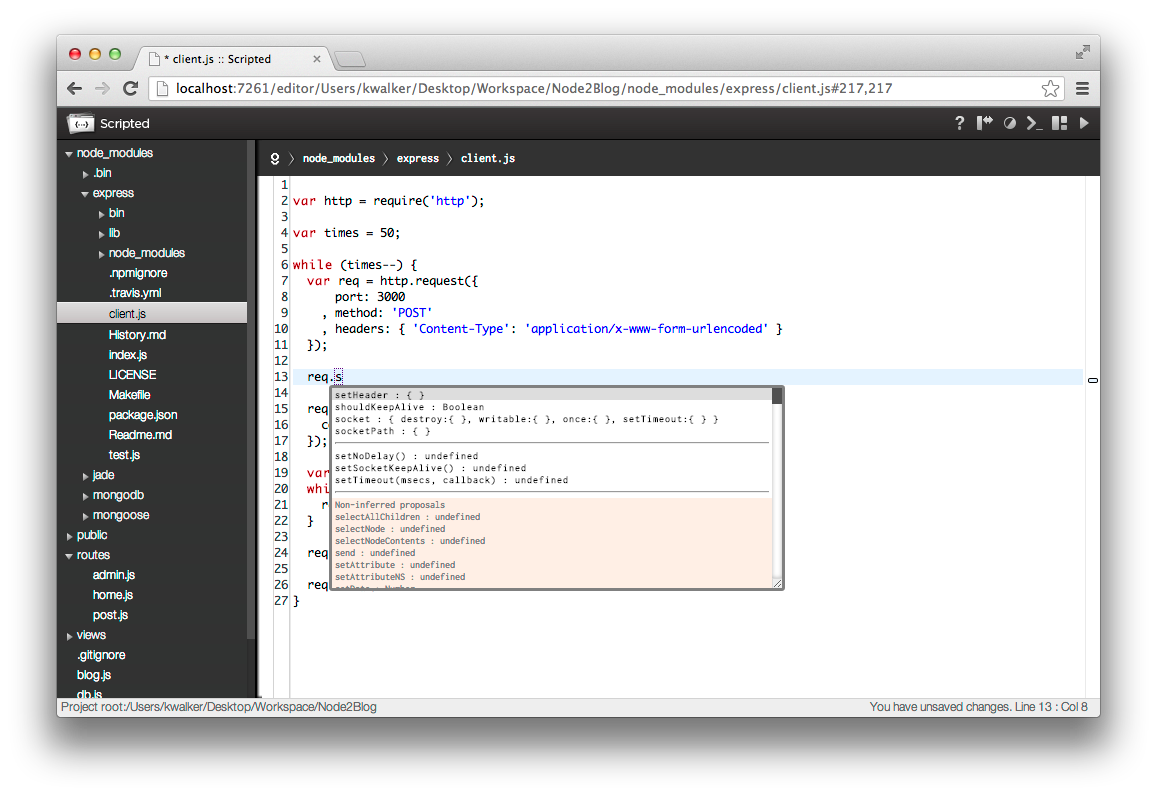 * client.js :: Scripted
localhost:7261/editor/Users/kwalker/Desktop/Workspace/Node2Blog/node_modules/express/client.js#217,217
Scripted
node_modules
.bin
express
bin
lib
node_modules
.npmignore
.travis.yml
client.js
History.md
index.js
LICENSE
Makefile
package.json
Readme.md
test.js
jade
mongodb
mongoose
public
routes
admin.js
home.js
post.js
views
.gitignore
blog.js
db.js
node_modules
express
client.js
1
2 var http = require('http');
3
4 var times = 50;
5
6 while (times--) {
7 var req = http.request({
8 port: 3000
9 , method: 'POST'
10 , headers: { 'Content-Type': 'application/x-www-form-urlencoded' }
11 });
12
13 req.s
14
15 req
16 c
17 });
18
19 var
20 whi
21 r
22 }
23
24 req
25
26 req
27 }
setHeader : { }
shouldKeepAlive : Boolean
socket : { destroy:{ }, writable:{ }, once:{ }, setTimeout:{ } }
socketPath : { }
setNoDelay() : undefined
setSocketKeepAlive() : undefined
setTimeout(msecs, callback) : undefined
Non-inferred proposals
selectAllChildren : undefined
selectNode : undefined
selectNodeContents : undefined
send : undefined
setAttribute : undefined
setAttributeNS : undefined
Project root:/Users/kwalker/Desktop/Workspace/Node2Blog
You have unsaved changes. Line 13 : Col 8